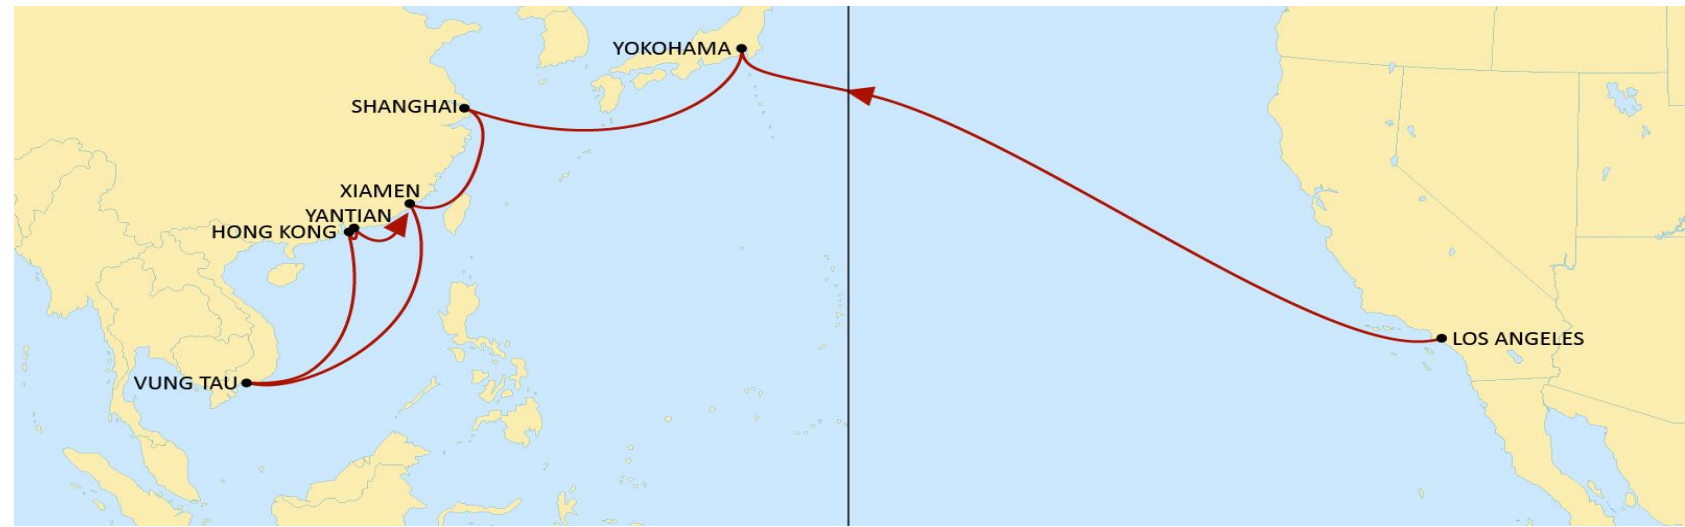 YOKOHAMA
SHANGHAI
XIAMEN
YANTIAN
HONG KONG
LOS ANGELES
VUNG TAU